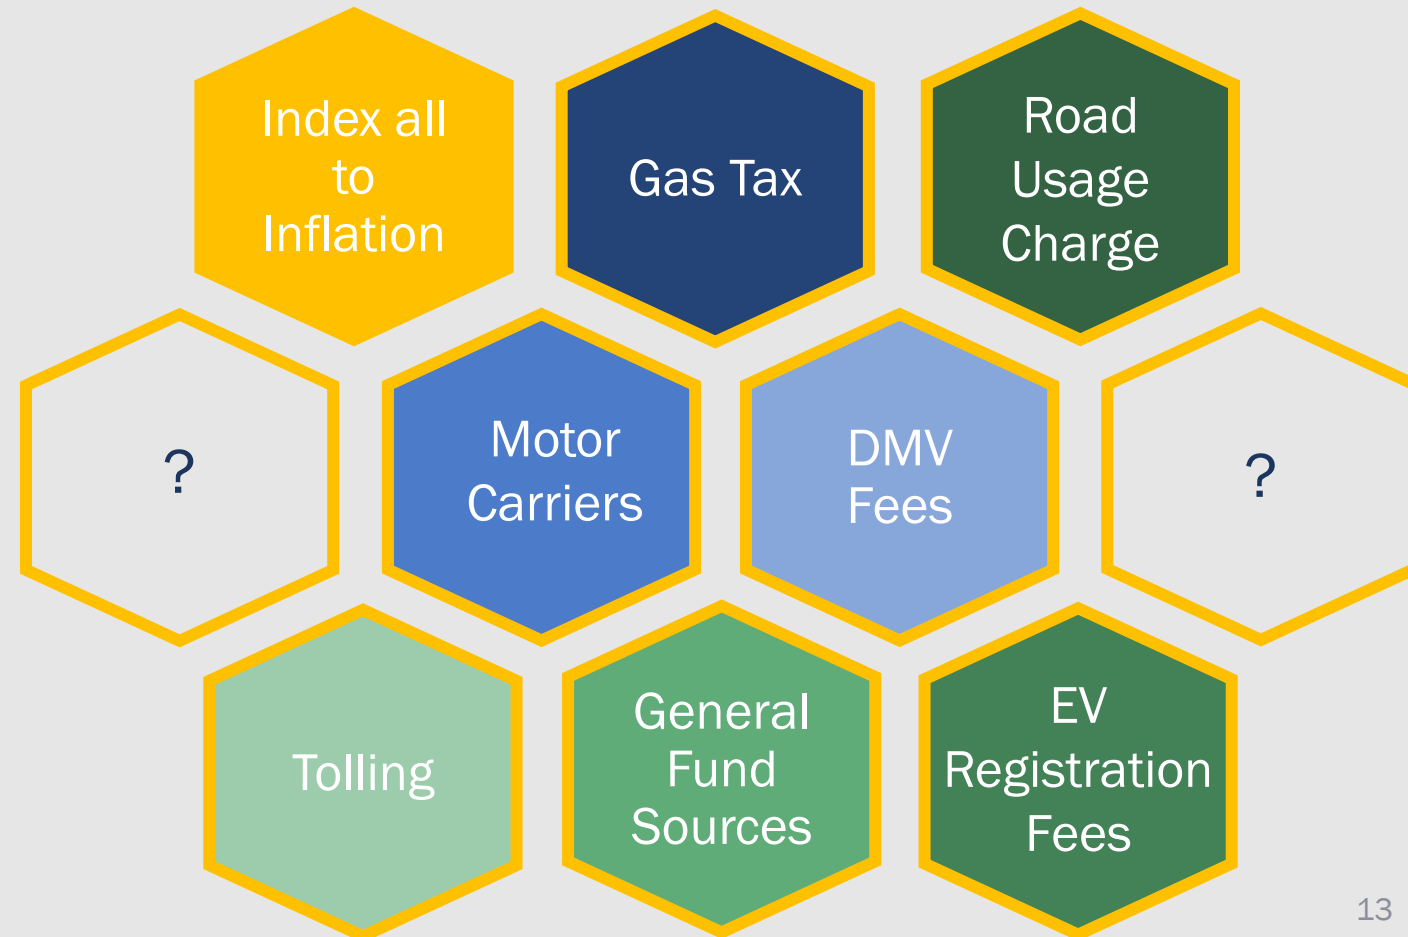 Index all
to
Inflation
Gas Tax
Road
Usage
Charge
?
Motor
Carriers
DMV
Fees
?
Tolling
General
Fund
Sources
EV
Registration
Fees
13